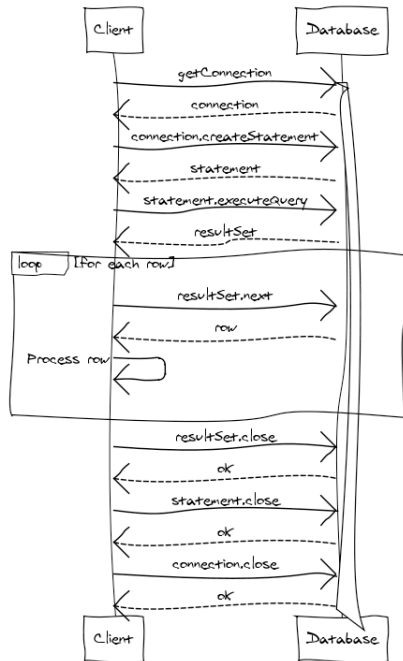 Client Database
getConnection
connection
connection.createStatement
statement
statement.executeQuery
resultSet
loop [for each row]
resultSet.next
row
Process row
resultSet.close
ok
statement.close
ok
connection.close
ok
Client Database